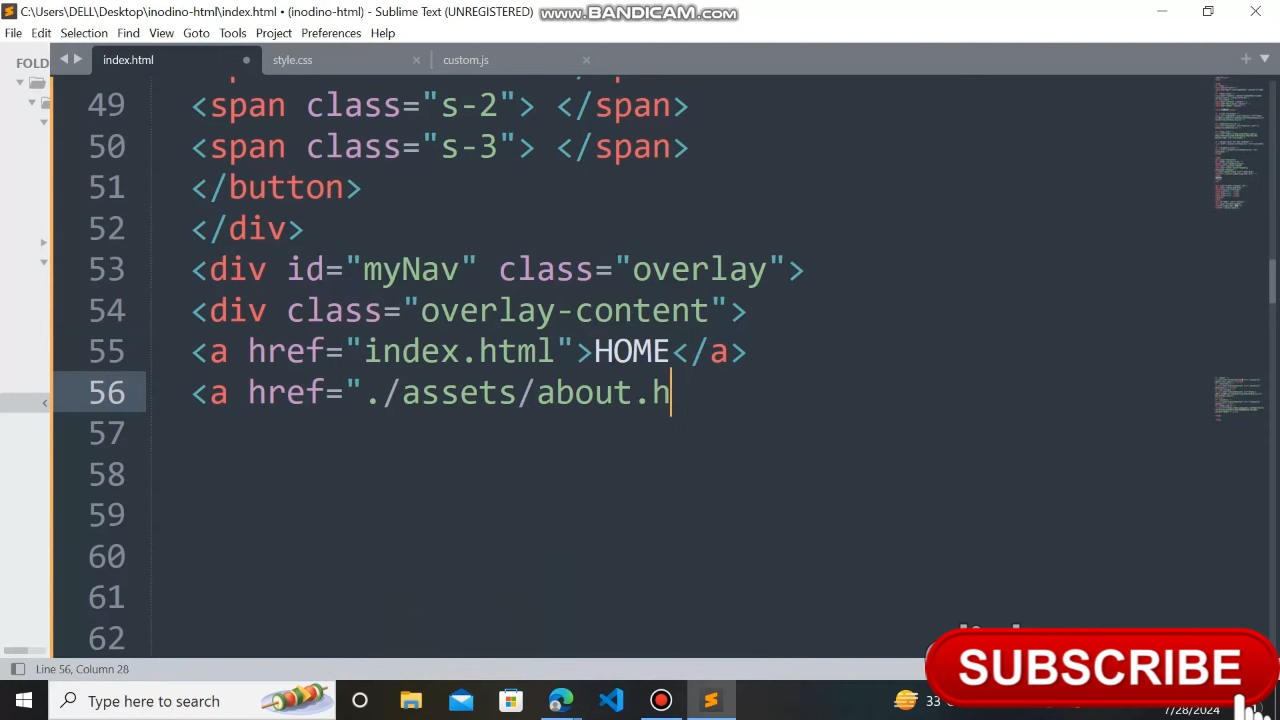 C:\Users\DELL\Desktop\inodino-html\index.html • (inodino-html) - Sublime Text (UNREGISTERED)
www.BANDICAM.com
File Edit Selection Find View Goto Tools Project Preferences Help
FOLD
index.html
style.css
custom.js
49 <span class="s-2" </span>
50 <span class="s-3" </span>
51 </button>
52 </div>
53 <div id="myNav" class="overlay">
54 <div class="overlay-content">
55 <a href="index.html">HOME</a>
56 <a href="./assets/about.h
57
58
59
60
61
62
Line 56, Column 28
SUBSCRIBE
Type here to search
33
7/28/2024